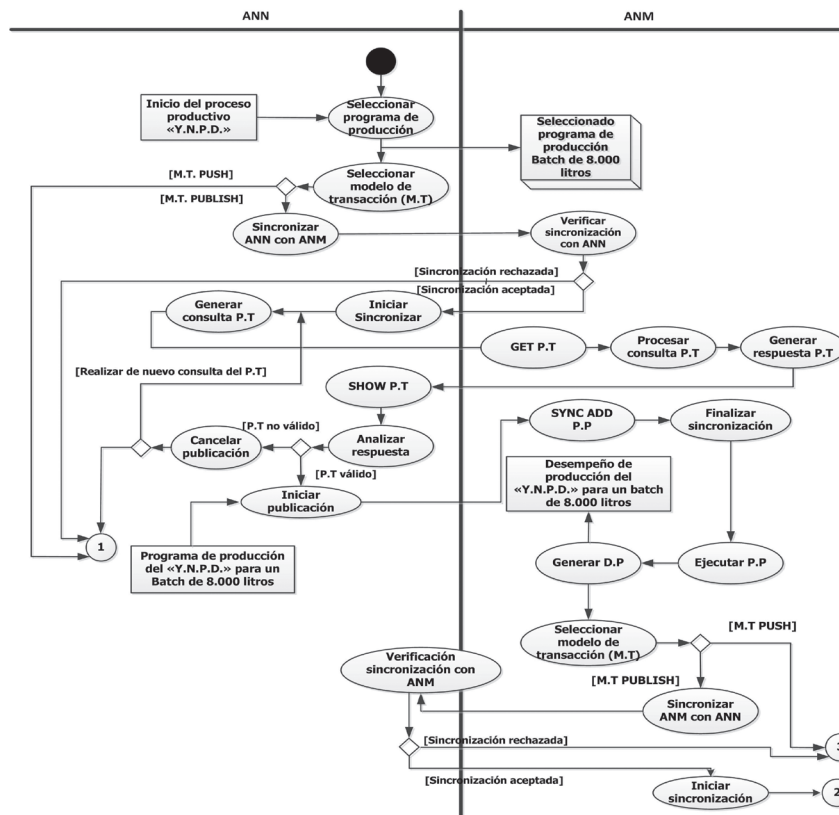 ANN
ANM
Inicio del proceso
productivo
«Y.N.P.D.»
Seleccionar
programa de
producción
Seleccionado
programa de
producción
Batch de 8.000
litros
[M.T. PUSH]
[M.T. PUBLISH]
Seleccionar
modelo de
transacción (M.T)
Sincronizar
ANN con ANM
Verificar
sincronización
con ANN
[Sincronización rechazada]
[Sincronización aceptada]
Generar
consulta P.T
Iniciar
Sincronizar
GET P.T
Procesar
consulta P.T
Generar
respuesta P.T
[Realizar de nuevo consulta del P.T]
SHOW P.T
[P.T no válido]
Cancelar
publicación
Analizar
respuesta
SYNC ADD
P.P
Finalizar
sincronización
[P.T válido]
Iniciar
publicación
Desempeño de
producción del
«Y.N.P.D.» para un batch
de 8.000 litros
1
Programa de producción
del «Y.N.P.D.» para un
Batch de 8.000 litros
Generar D.P
Ejecutar P.P
Seleccionar
modelo de
transacción (M.T)
[M.T PUSH]
[M.T PUBLISH]
Verificación
sincronización con
ANM
Sincronizar
ANM con ANN
[Sincronización rechazada]
[Sincronización aceptada]
Iniciar
sincronización
2